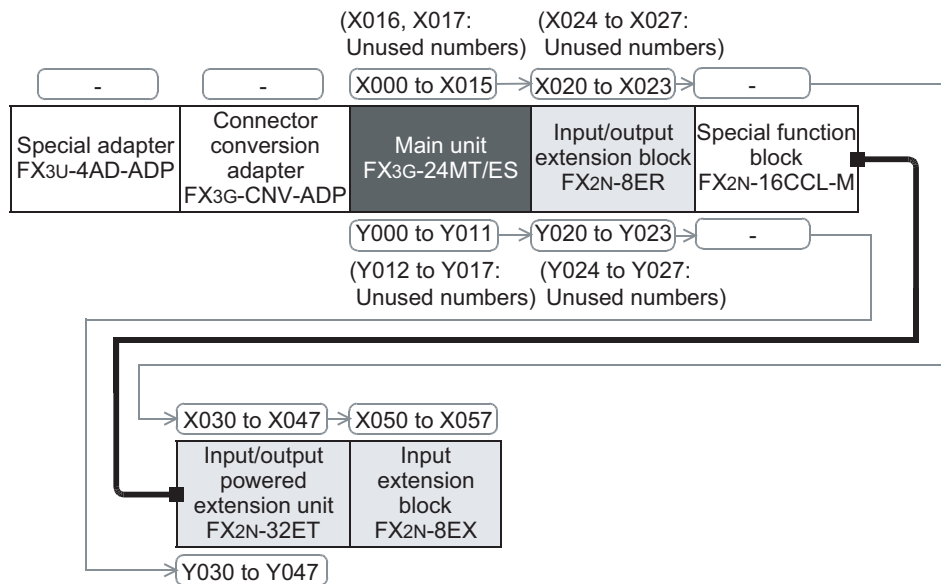 (X016, X017:
Unused numbers)
(X024 to X027:
Unused numbers)
-
-
X000 to X015
X020 to X023
-
Special adapter
FX3U-4AD-ADP
Connector
conversion
adapter
FX3G-CNV-ADP
Main unit
FX3G-24MT/ES
Input/output
extension block
FX2N-8ER
Special function
block
FX2N-16CCL-M
Y000 to Y011
Y020 to Y023
-
(Y012 to Y017:
Unused numbers)
(Y024 to Y027:
Unused numbers)
X030 to X047
X050 to X057
Input/output
powered
extension unit
FX2N-32ET
Input
extension
block
FX2N-8EX
Y030 to Y047